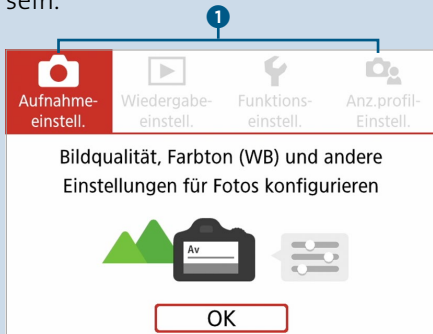 sein.
1
Aufnahme-
einstell.
Wiedergabe-
einstell.
Funktions-
einstell.
Anz.profil-
Einstell.
Bildqualität, Farbton (WB) und andere
Einstellungen für Fotos konfigurieren
Av
OK